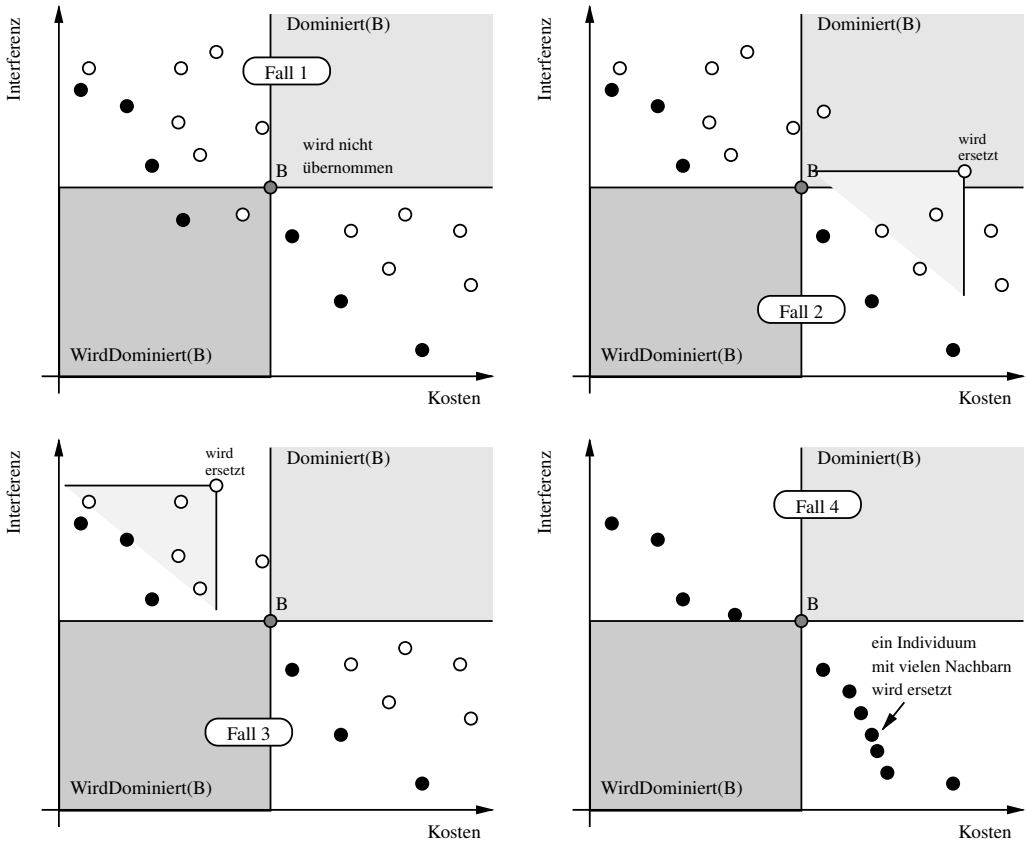 Interferenz
Dominiert(B)
Fall 1
wird nicht
übernommen
B
WirdDominiert(B)
Kosten
Interferenz
Dominiert(B)
wird
ersetzt
B
Fall 2
WirdDominiert(B)
Kosten
Interferenz
wird
ersetzt
Dominiert(B)
B
Fall 3
WirdDominiert(B)
Kosten
Interferenz
Dominiert(B)
Fall 4
B
ein Individuum
mit vielen Nachbarn
wird ersetzt
WirdDominiert(B)
Kosten